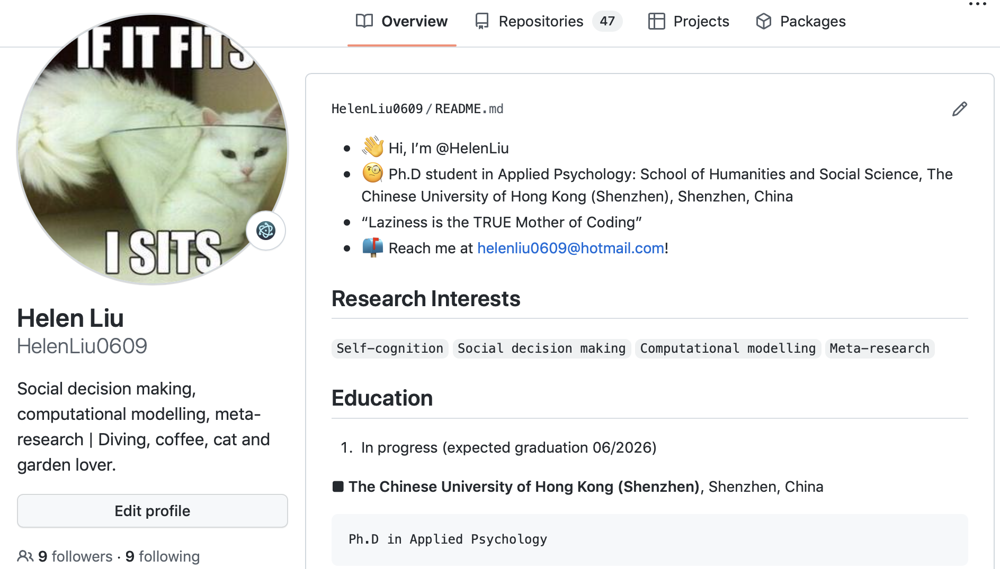 Overview Repositories 47 Projects Packages
IF IT FITS
I SITS
Helen Liu
HelenLiu0609
Social decision making,
computational modelling, meta-
research | Diving, coffee, cat and
garden lover.
Edit profile
9 followers · 9 following
HelenLiu0609/README.md
👋 Hi, I’m @HelenLiu
🧐 Ph.D student in Applied Psychology: School of Humanities and Social Science, The
Chinese University of Hong Kong (Shenzhen), Shenzhen, China
“Laziness is the TRUE Mother of Coding”
📫 Reach me at helenliu0609@hotmail.com!
Research Interests
Self-cognition Social decision making Computational modelling Meta-research
Education
1. In progress (expected graduation 06/2026)
■ The Chinese University of Hong Kong (Shenzhen), Shenzhen, China
Ph.D in Applied Psychology